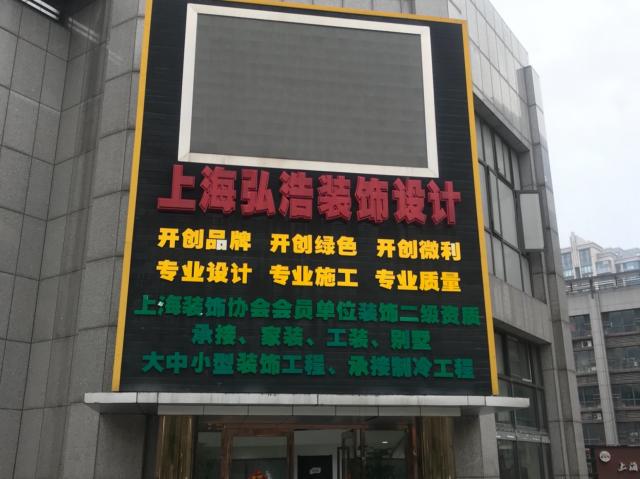 上海弘浩装饰设计
开创品牌 开创绿色 开创微利
专业设计 专业施工 专业质量
上海装饰协会会员单位装饰二级资质
承接、家装、工装、别墅
大中小型装饰工程、承接制冷工程
上海